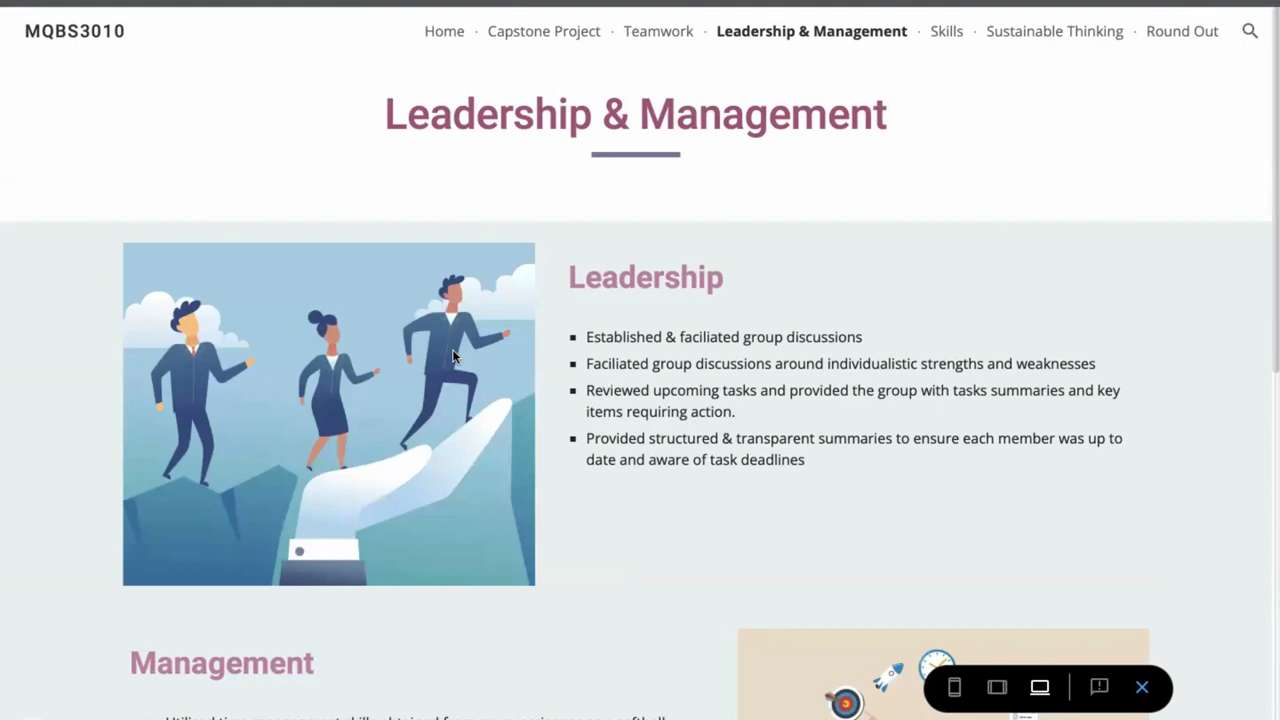 MQBS3010
Home · Capstone Project · Teamwork · Leadership & Management · Skills · Sustainable Thinking · Round Out
Leadership & Management
Leadership
▪ Established & faciliated group discussions
▪ Faciliated group discussions around individualistic strengths and weaknesses
▪ Reviewed upcoming tasks and provided the group with tasks summaries and key
items requiring action.
▪ Provided structured & transparent summaries to ensure each member was up to
date and aware of task deadlines
Management